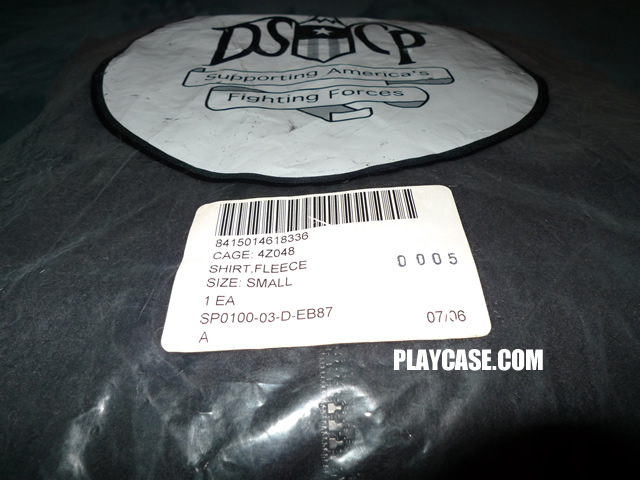 DSCP
Supporting America's
Fighting Forces
8415014618336
CAGE: 4Z048
SHIRT,FLEECE
0005
SIZE: SMALL
1 EA
SP0100-03-D-EB87
07/06
A
PLAYCASE.COM